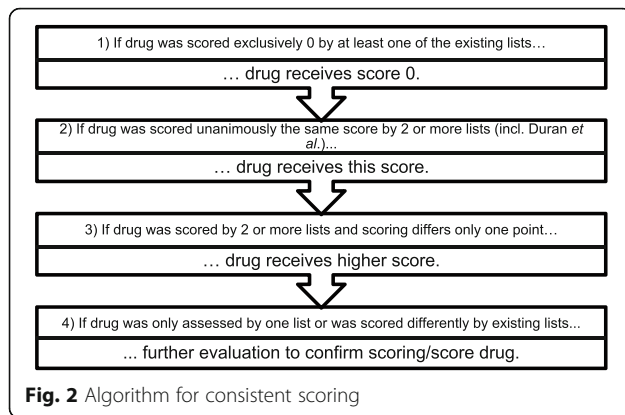 1) If drug was scored exclusively 0 by at least one of the existing lists…
… drug receives score 0.
2) If drug was scored unanimously the same score by 2 or more lists (incl. Duran et
al.)...
… drug receives this score.
3) If drug was scored by 2 or more lists and scoring differs only one point…
… drug receives higher score.
4) If drug was only assessed by one list or was scored differently by existing lists...
... further evaluation to confirm scoring/score drug.
Fig. 2 Algorithm for consistent scoring